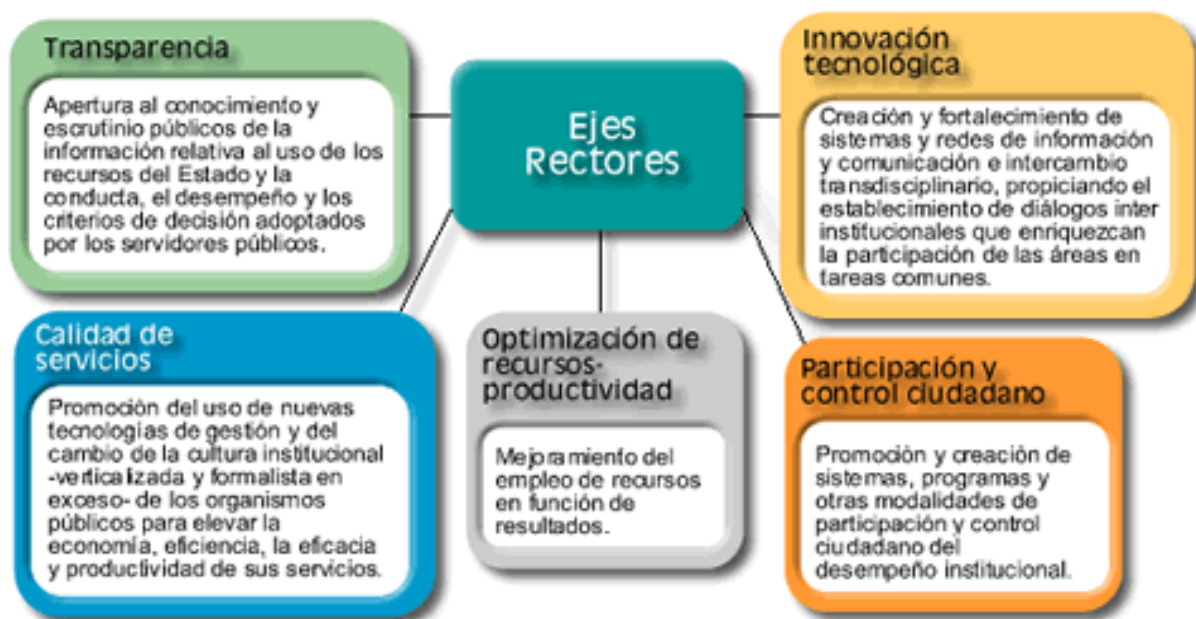 Transparencia
Apertura al conocimiento y
escrutinio públicos de la
información relativa al uso de los
recursos del Estado y la
conducta, el desempeño y los
criterios de decisión adoptados
por los servidores públicos.
Ejes
Rectores
Innovación
tecnológica
Creación y fortalecimiento de
sistemas y redes de información
y comunicación e intercambio
transdisciplinario, propiciando el
establecimiento de diálogos inter
institucionales que enriquezcan
la participación de las áreas en
tareas comunes.
Calidad de
servicios
Promoción del uso de nuevas
tecnologías de gestión y del
cambio de la cultura institucional
-verticalizada y formalista en
exceso- de los organismos
públicos para elevar la
economía, eficiencia, la eficacia
y productividad de sus servicios.
Optimización de
recursos-
productividad
Mejoramiento del
empleo de recursos
en función de
resultados.
Participación y
control ciudadano
Promoción y creación de
sistemas, programas y
otras modalidades de
participación y control
ciudadano del
desempeño institucional.